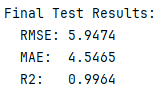 Final Test Results:
RMSE: 5.9474
MAE: 4.5465
R2: 0.9964